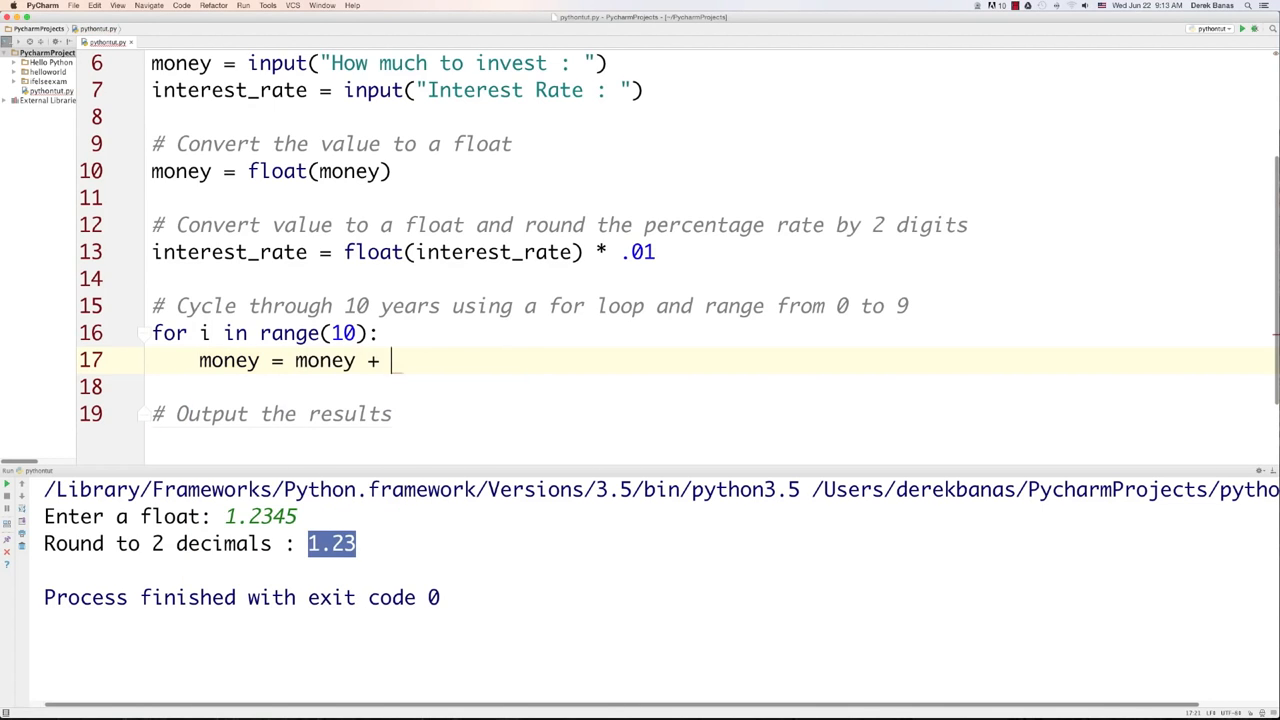 PyCharm File Edit View Navigate Code Refactor Run Tools VCS Window Help 10 Wed Jun 22 9:13 AM Derek Banas
pythontut.py - PycharmProjects - [~/PycharmProjects]
PycharmProjects pythontut.py pythontut
pythontut.py
PycharmProject
Hello Python
helloworld
ifelseexam
pythontut.py
External Librarie
6 money = input("How much to invest : ")
7 interest_rate = input("Interest Rate : ")
8
9 # Convert the value to a float
10 money = float(money)
11
12 # Convert value to a float and round the percentage rate by 2 digits
13 interest_rate = float(interest_rate) * .01
14
15 # Cycle through 10 years using a for loop and range from 0 to 9
16 for i in range(10):
17 money = money +
18
19 # Output the results
Run pythontut
/Library/Frameworks/Python.framework/Versions/3.5/bin/python3.5 /Users/derekbanas/PycharmProjects/pytho
Enter a float: 1.2345
Round to 2 decimals : 1.23
Process finished with exit code 0
17:21 LF÷ UTF-8÷